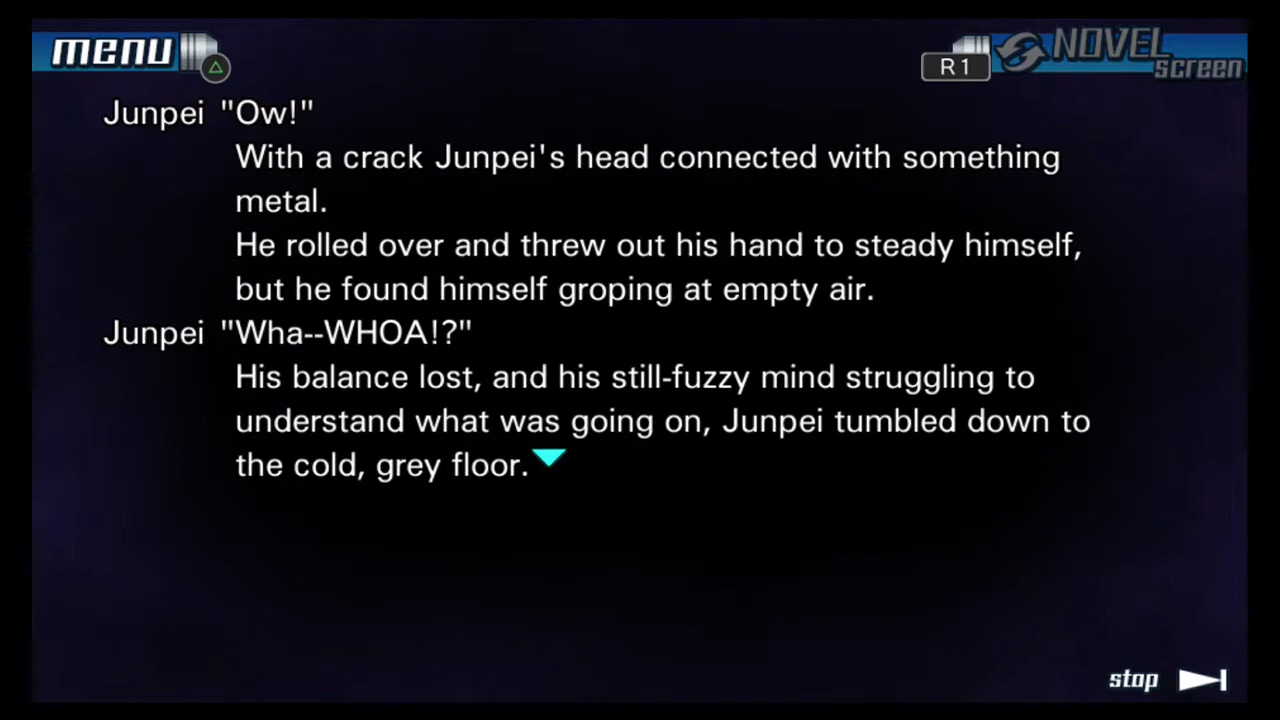 menu
R1 NOVEL screen
Junpei "Ow!"
With a crack Junpei's head connected with something
metal.
He rolled over and threw out his hand to steady himself,
but he found himself groping at empty air.
Junpei "Wha--WHOA!?"
His balance lost, and his still-fuzzy mind struggling to
understand what was going on, Junpei tumbled down to
the cold, grey floor.
stop